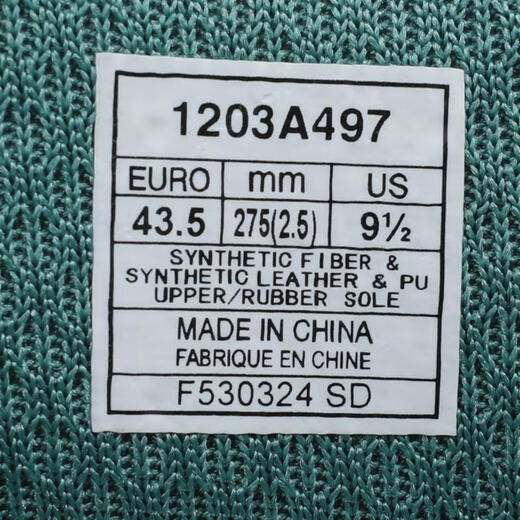 1203A497
EURO mm US
43.5 275(2.5) 9½
SYNTHETIC FIBER &
SYNTHETIC LEATHER & PU
UPPER/RUBBER SOLE
MADE IN CHINA
FABRIQUE EN CHINE
F530324 SD